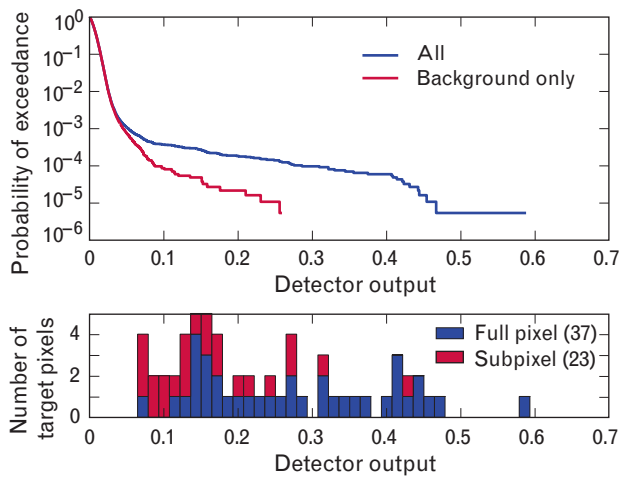 Probability of exceedance
10^0
10^-1
10^-2
10^-3
10^-4
10^-5
10^-6
All
Background only
0 0.1 0.2 0.3 0.4 0.5 0.6 0.7
Detector output
Number of
target pixels
4
2
0
Full pixel (37)
Subpixel (23)
0 0.1 0.2 0.3 0.4 0.5 0.6 0.7
Detector output